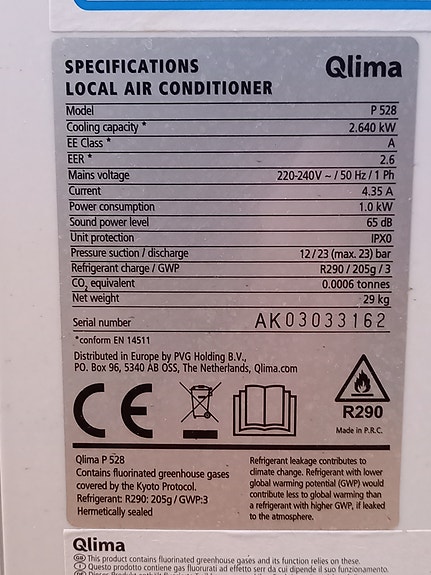 SPECIFICATIONS Qlima
LOCAL AIR CONDITIONER
Model P 528
Cooling capacity * 2.640 kW
EE Class * A
EER * 2.6
Mains voltage 220-240V ~ / 50 Hz / 1 Ph
Current 4.35 A
Power consumption 1.0 kW
Sound power level 65 dB
Unit protection IPX0
Pressure suction / discharge 12 / 23 (max. 23) bar
Refrigerant charge / GWP R290 / 205g / 3
CO2 equivalent 0.0006 tonnes
Net weight 29 kg
Serial number AK03033162
*conform EN 14511
Distributed in Europe by PVG Holding B.V.,
PO. Box 96, 5340 AB OSS, The Netherlands, Qlima.com
CE
R290
Made in P.R.C.
Qlima P 528
Contains fluorinated greenhouse gases
covered by the Kyoto Protocol.
Refrigerant: R290: 205g / GWP:3
Hermetically sealed
Refrigerant leakage contributes to
climate change. Refrigerant with lower
global warming potential (GWP) would
contribute less to global warming than
a refrigerant with higher GWP, if leaked
to the atmosphere.
Qlima
GB This product contains fluorinated greenhouse gases and its function relies on these.
I Questo prodotto contiene gas fluorurati ad effetto serr da cui dipende il suo funzionamento.